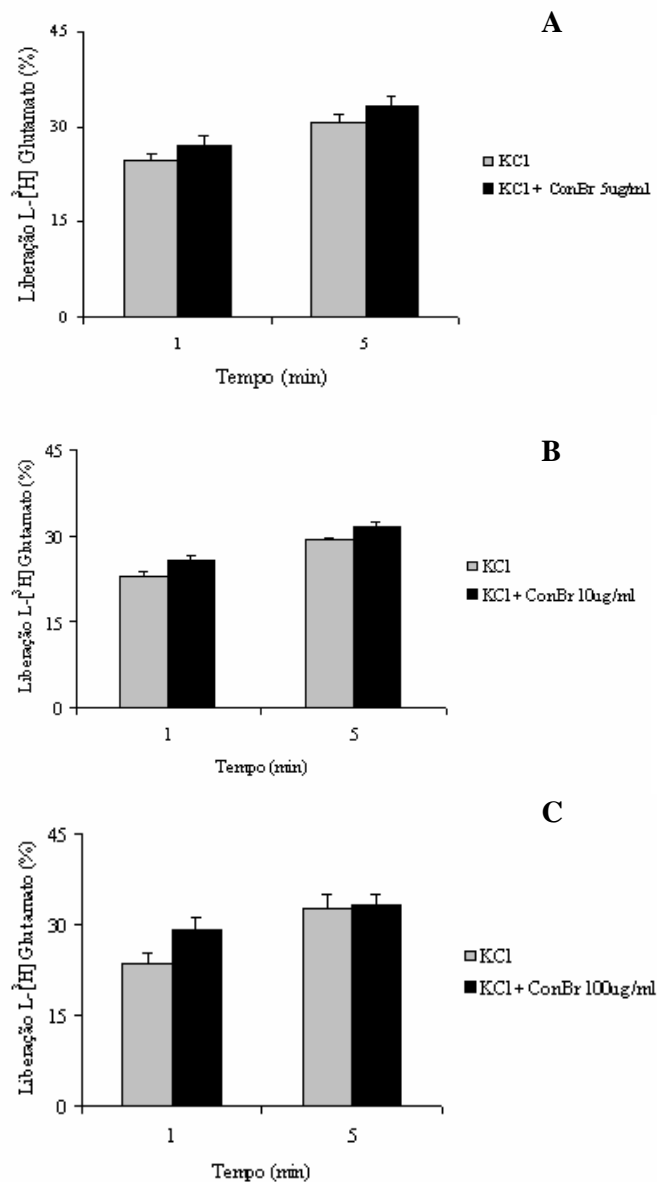 A
Liberação L-[³H] Glutamato (%)
45
30
15
0
1
5
Tempo (min)
KCl
KCl + ConBr 5ug/ml
B
Liberação L-[³H] Glutamato (%)
45
30
15
0
1
5
Tempo (min)
KCl
KCl + ConBr 10ug/ml
C
Liberação L-[³H] Glutamato (%)
45
30
15
0
1
5
Tempo (min)
KCl
KCl + ConBr 100ug/ml